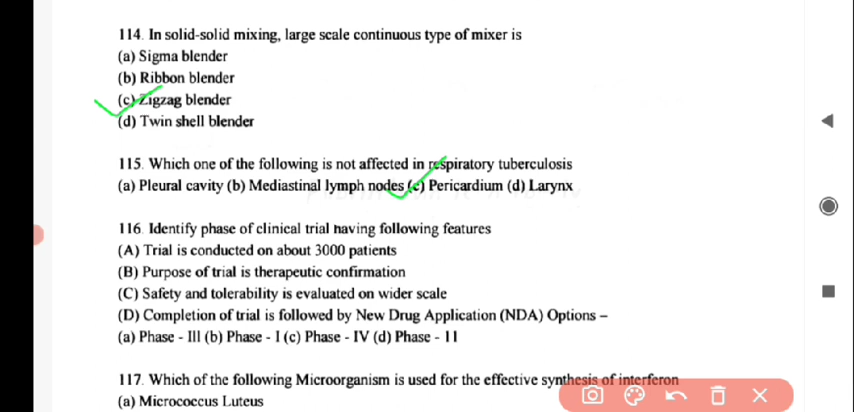 114. In solid-solid mixing, large scale continuous type of mixer is
(a) Sigma blender
(b) Ribbon blender
(c) Zigzag blender
(d) Twin shell blender
115. Which one of the following is not affected in respiratory tuberculosis
(a) Pleural cavity (b) Mediastinal lymph nodes (c) Pericardium (d) Larynx
116. Identify phase of clinical trial having following features
(A) Trial is conducted on about 3000 patients
(B) Purpose of trial is therapeutic confirmation
(C) Safety and tolerability is evaluated on wider scale
(D) Completion of trial is followed by New Drug Application (NDA) Options –
(a) Phase - III (b) Phase - I (c) Phase - IV (d) Phase - II
117. Which of the following Microorganism is used for the effective synthesis of interferon
(a) Micrococcus Luteus